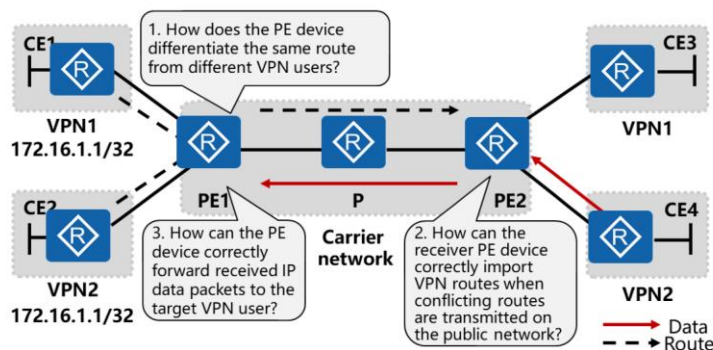 CE1
R
VPN1
172.16.1.1/32
1. How does the PE device
differentiate the same route
from different VPN users?
R
CE3
VPN1
R
PE1
R
P
R
PE2
CE2
R
VPN2
172.16.1.1/32
3. How can the PE
device correctly
forward received IP
data packets to the
target VPN user?
Carrier
network
2. How can the
receiver PE device
correctly import
VPN routes when
conflicting routes
are transmitted on
the public network?
R
CE4
VPN2
Data
Route